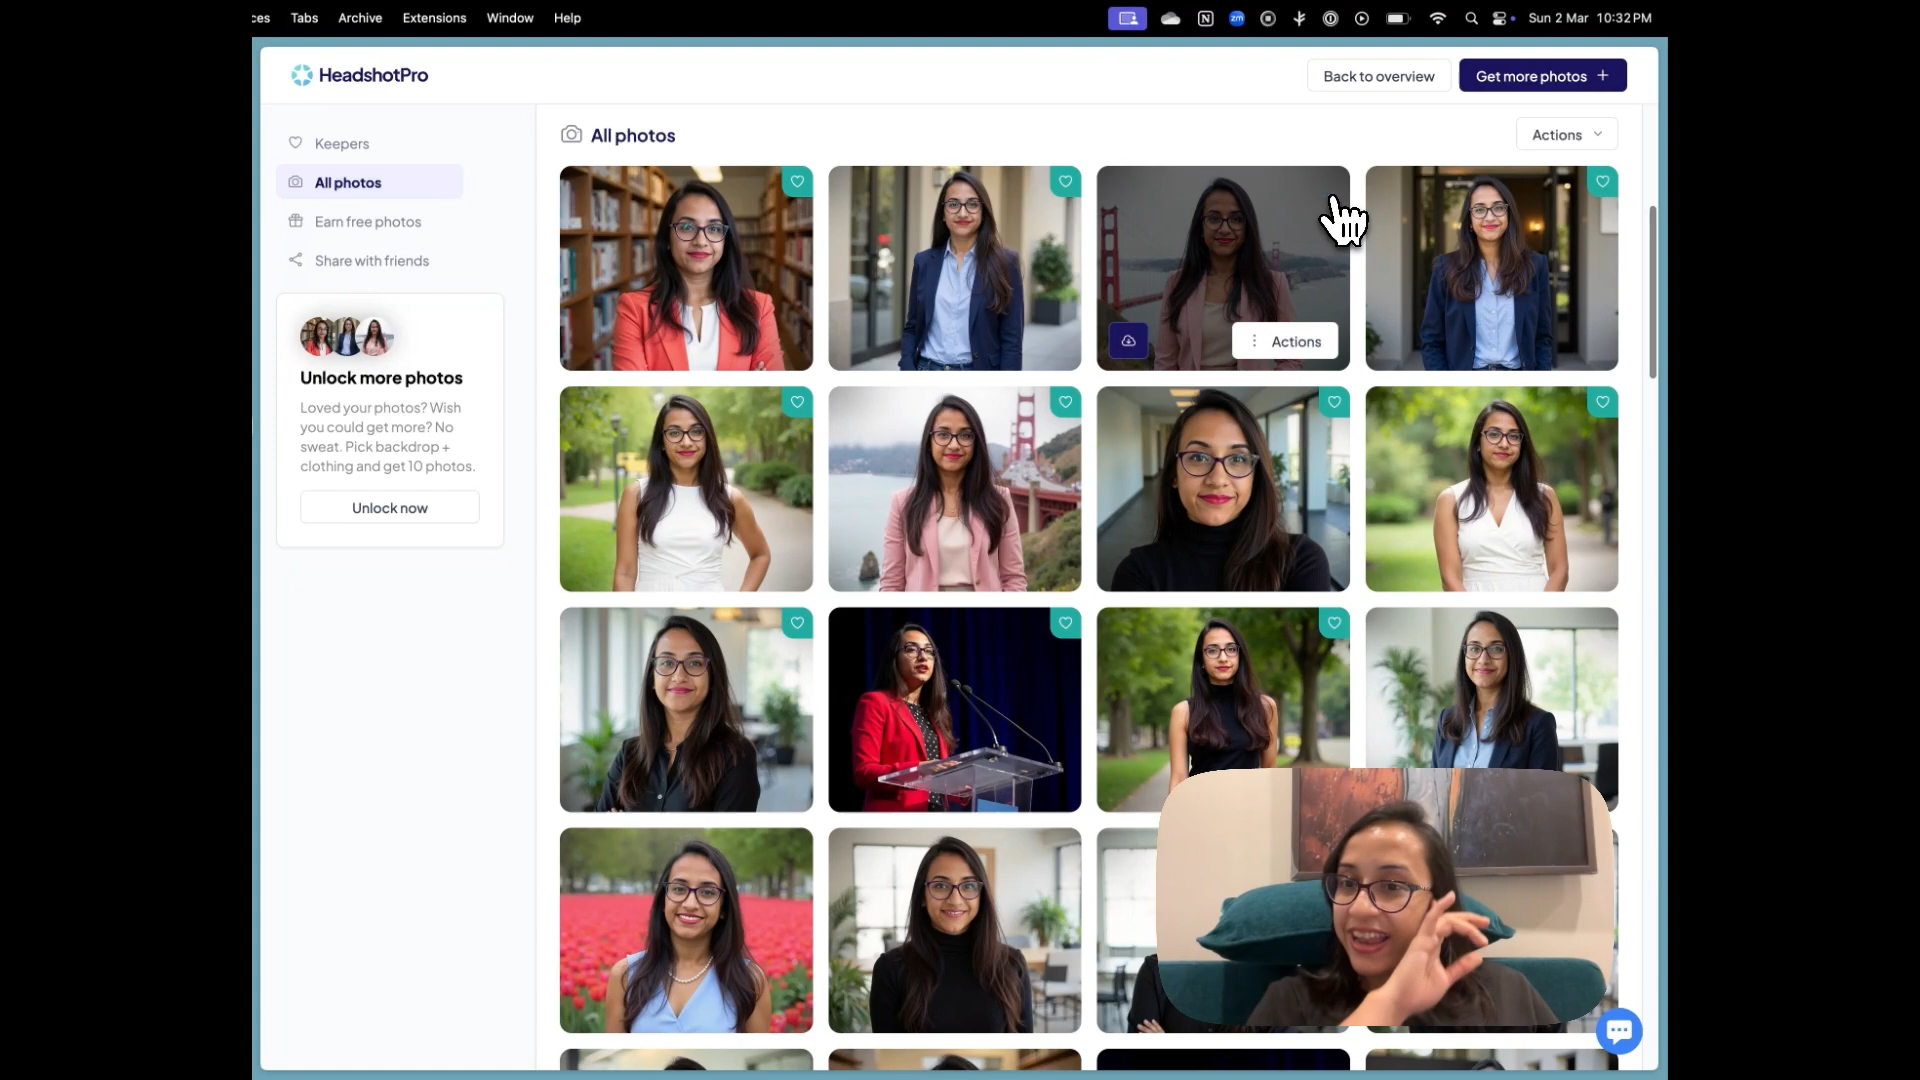 ces Tabs Archive Extensions Window Help
zm
Sun 2 Mar 10:32 PM
HeadshotPro
Back to overview
Get more photos +
Keepers
All photos
Earn free photos
Share with friends
Unlock more photos
Loved your photos? Wish
you could get more? No
sweat. Pick backdrop +
clothing and get 10 photos.
Unlock now
All photos
Actions
Actions